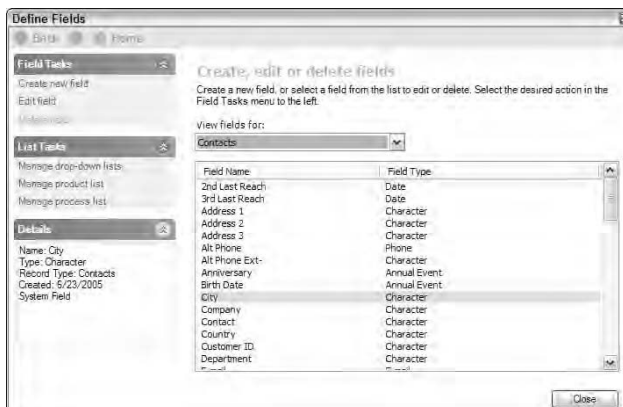 Define Fields
Back Home
Field Tasks
Create new field
Edit field
List Tasks
Manage drop-down lists
Manage product list
Manage process list
Details
Name: City
Type: Character
Record Type: Contacts
Created: 6/23/2005
System Field
Create, edit or delete fields
Create a new field, or select a field from the list to edit or delete. Select the desired action in the
Field Tasks menu to the left.
View fields for:
Contacts
Field Name Field Type
2nd Last Reach Date
3rd Last Reach Date
Address 1 Character
Address 2 Character
Address 3 Character
Alt Phone Phone
Alt Phone Ext- Character
Anniversary Annual Event
Birth Date Annual Event
City Character
Company Character
Contact Character
Country Character
Customer ID Character
Department Character
Close